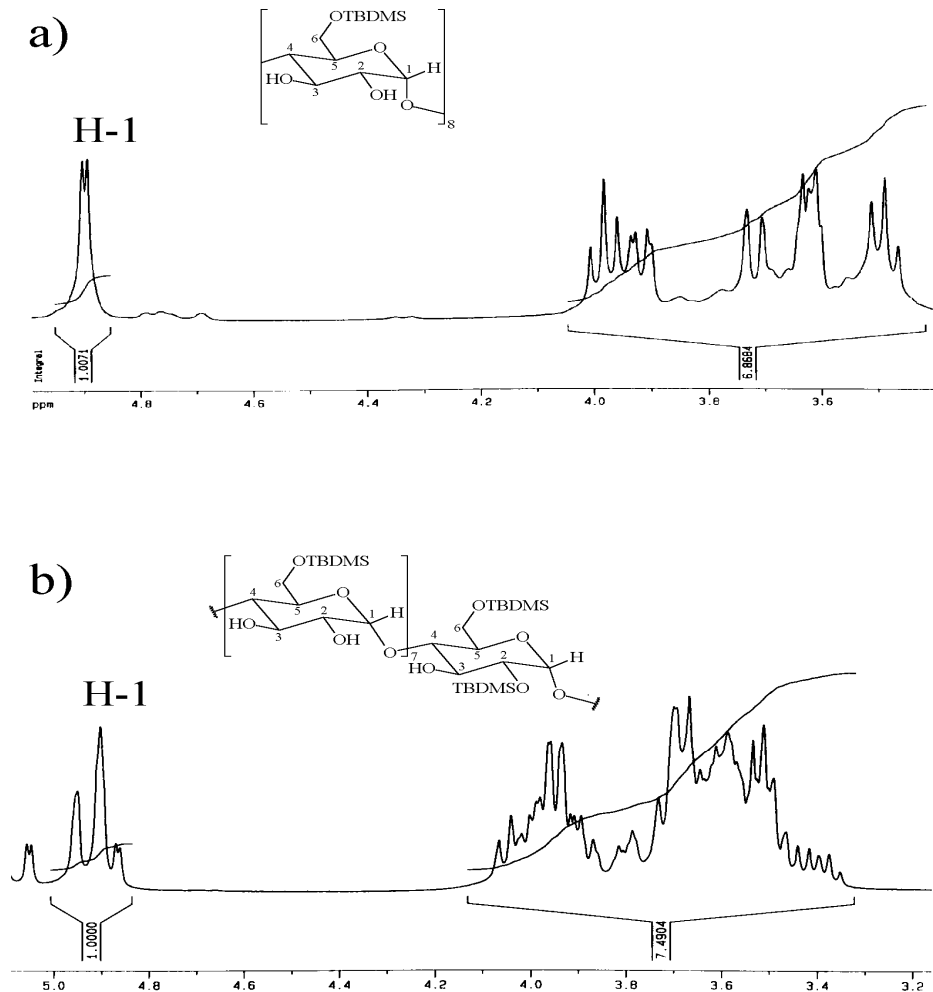 a)
OTBDMS
6
4
O
5
H
HO
2
1
3
OH
O
8
H-1
Integral
1.0071
6.8684
ppm
4.8
4.6
4.4
4.2
4.0
3.8
3.6
b)
OTBDMS
6
4
O
5
H
HO
2
1
3
OH
O
7
OTBDMS
6
4
O
5
H
HO
2
1
3
TBDMSO
O
H-1
1.0000
7.4904
5.0
4.8
4.6
4.4
4.2
4.0
3.8
3.6
3.4
3.2